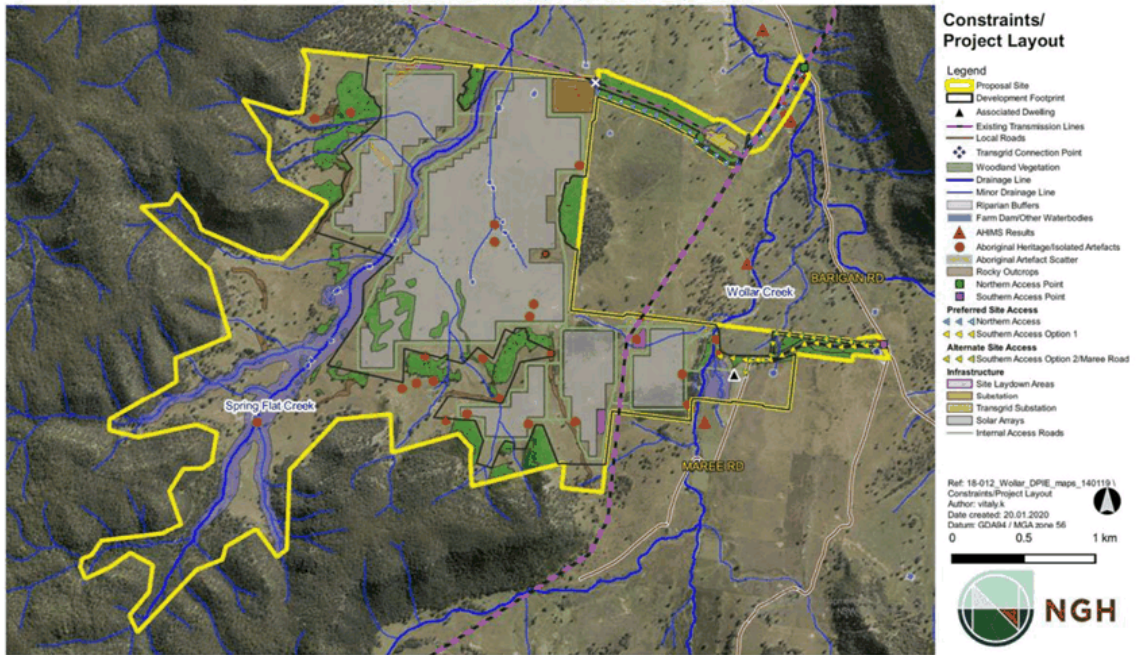 Constraints/
Project Layout
Legend
Proposal Site
Development Footprint
Associated Dwelling
Existing Transmission Lines
Local Roads
Transgrid Connection Point
Woodland Vegetation
Drainage Line
Minor Drainage Line
Riparian Buffers
Farm Dam/Other Waterbodies
AHIMS Results
Aboriginal Heritage/Isolated Artefacts
Aboriginal Artefact Scatter
Rocky Outcrops
Northern Access Point
Southern Access Point
Preferred Site Access
Northern Access
Southern Access Option 1
Alternate Site Access
Southern Access Option 2/Maree Road
Infrastructure
Site Laydown Areas
Substation
Transgrid Substation
Solar Arrays
Internal Access Roads
Ref: 18-012_Wollar_DPIE_maps_140119 \
Constraints/Project Layout
Author: vitaly.k
Date created: 20.01.2020
Datum: GDA94 / MGA zone 56
0 0.5 1 km
NGH
BARIGAN RD
Wollar Creek
Spring Flat Creek
MAREE RD